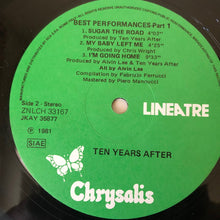 BEST PERFORMANCES-Part 1
1. SUGAR THE ROAD 4'03"
Produced by Ten Years After
2. MY BABY LEFT ME 4'23"
Produced by Chris Wright
3. I'M GOING HOME 9'32"
Produced by Alvin Lee & Ten Years After
All by Alvin Lee
Compilation by Fabrizio Ferrucci
Mastered by Piero Mannucci
Side 2 - Stereo
ZNLCH 33167
JKAY 35877
LINEATRE
℗ 1981
SIAE
TEN YEARS AFTER
Chrysalis